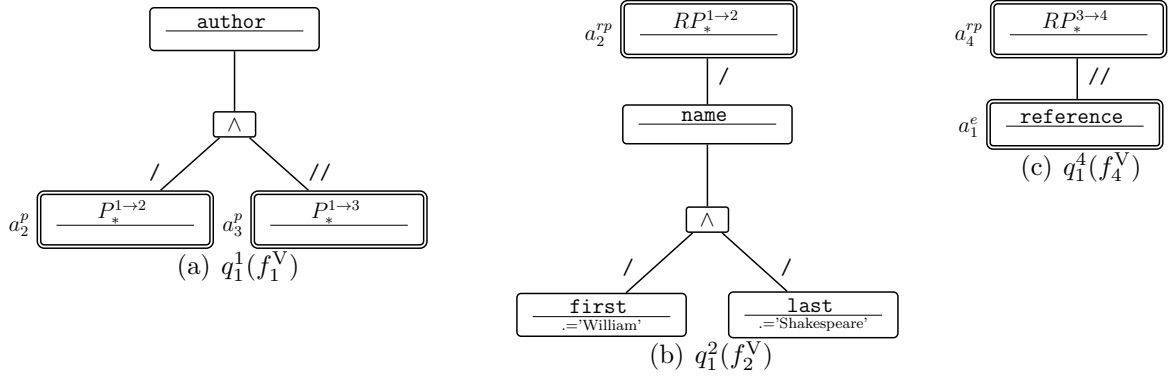 author
∧
/ //
a_2^p P_*^{1→2} a_3^p P_*^{1→3}
(a) q_1^1(f_1^V)
a_2^{rp} RP_*^{1→2}
/
name
∧
/ /
first last
.='William' .='Shakespeare'
(b) q_1^2(f_2^V)
a_4^{rp} RP_*^{3→4}
//
a_1^e reference
(c) q_1^4(f_4^V)